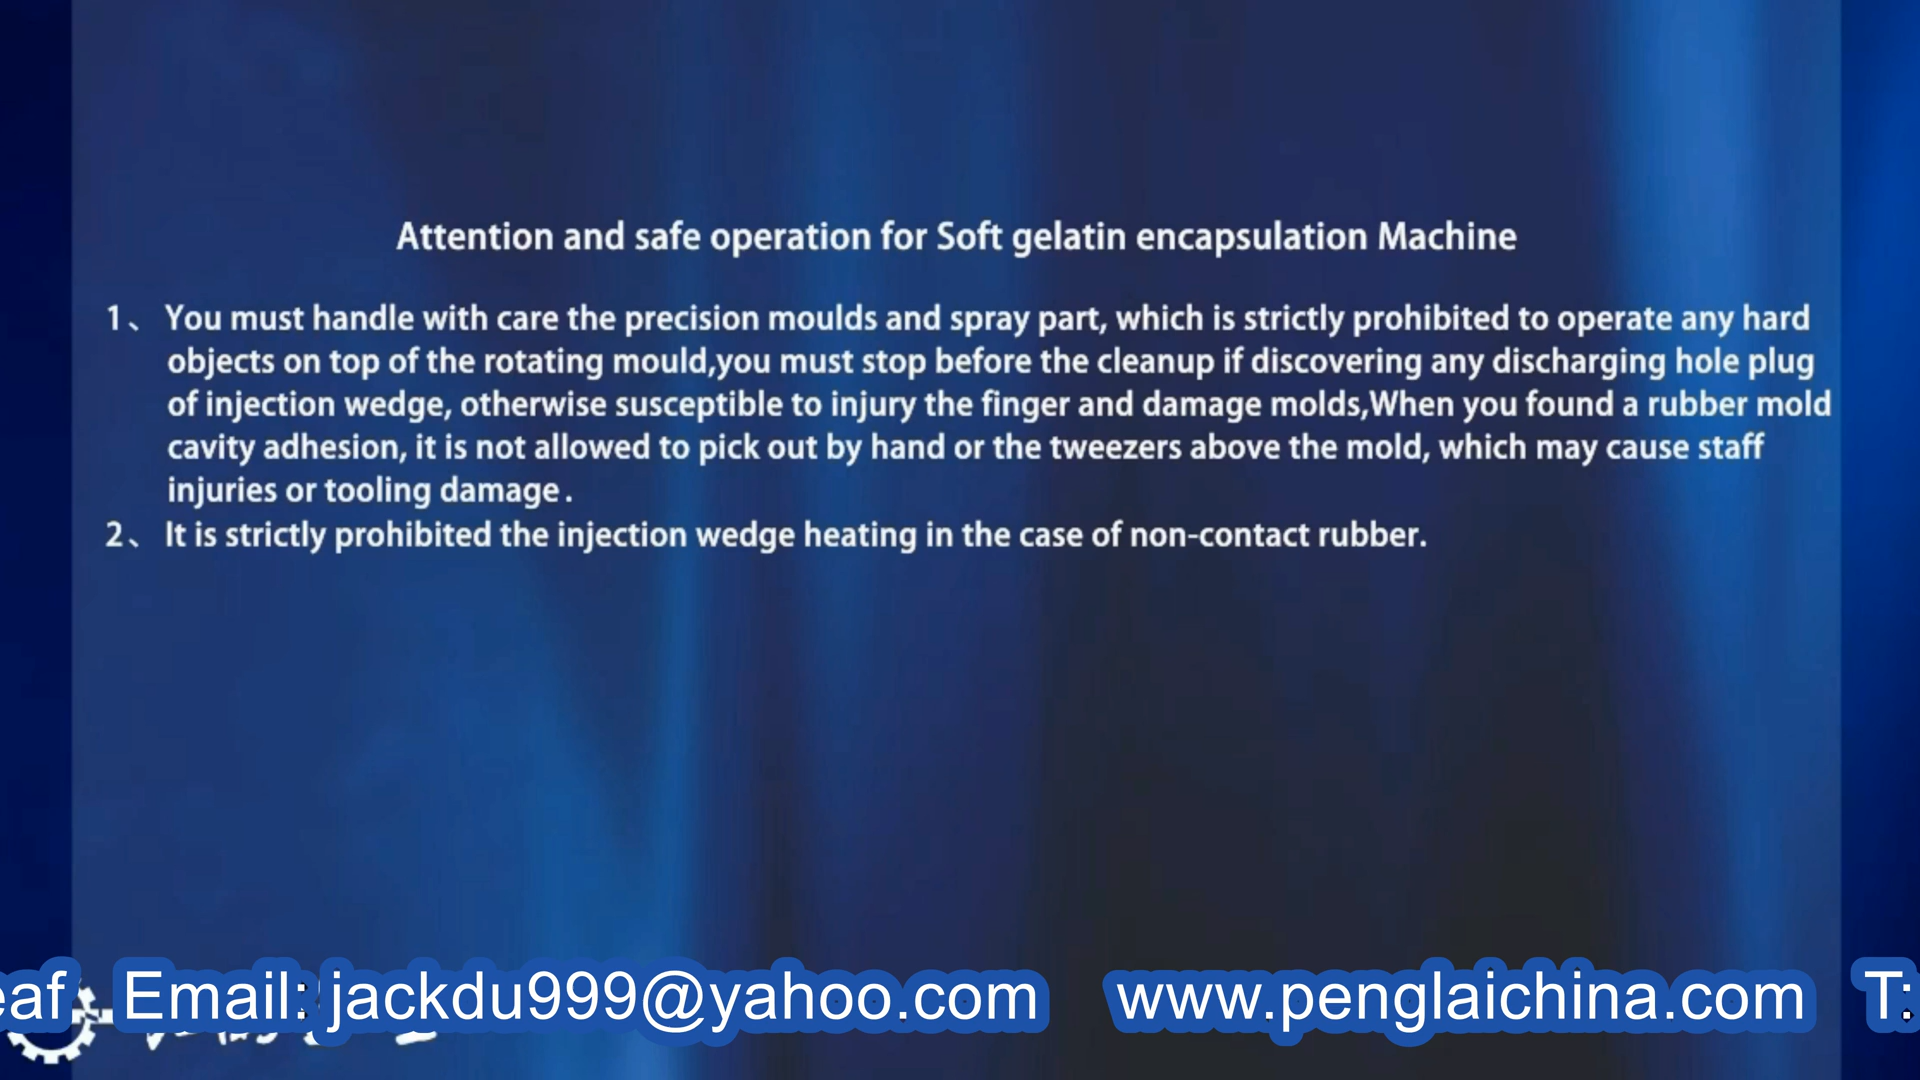 Attention and safe operation for Soft gelatin encapsulation Machine
1、 You must handle with care the precision moulds and spray part, which is strictly prohibited to operate any hard
objects on top of the rotating mould,you must stop before the cleanup if discovering any discharging hole plug
of injection wedge, otherwise susceptible to injury the finger and damage molds,When you found a rubber mold
cavity adhesion, it is not allowed to pick out by hand or the tweezers above the mold, which may cause staff
injuries or tooling damage.
2、 It is strictly prohibited the injection wedge heating in the case of non-contact rubber.
eaf Email: jackdu999@yahoo.com www.penglaichina.com T: